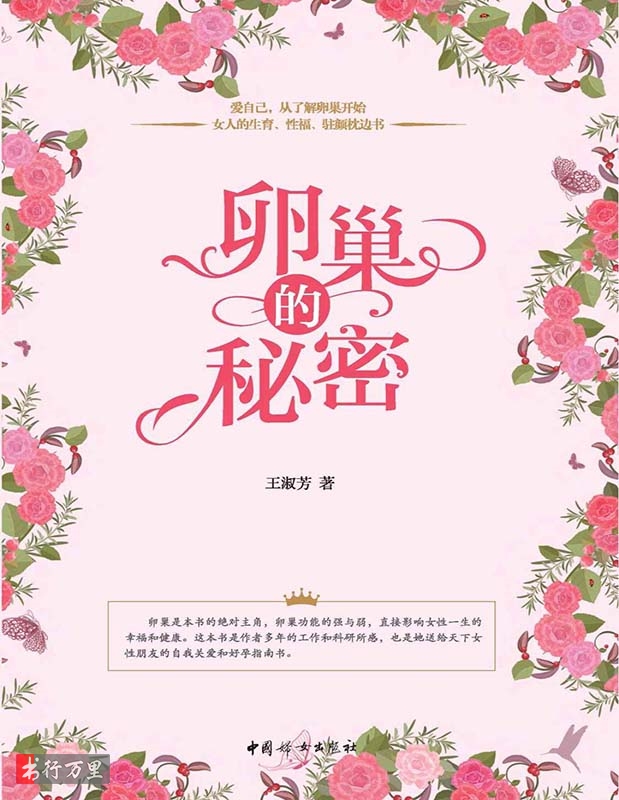 爱自己，从了解卵巢开始
女人的生育、性福、驻颜枕边书
卵巢
的
秘密
王淑芳 著
卵巢是本书的绝对主角，卵巢功能的强与弱，直接影响女性一生的
幸福和健康。这本书是作者多年的工作和科研所感，也是她送给天下女
性朋友的自我关爱和好孕指南书。
中国妇女出版社
书行万里